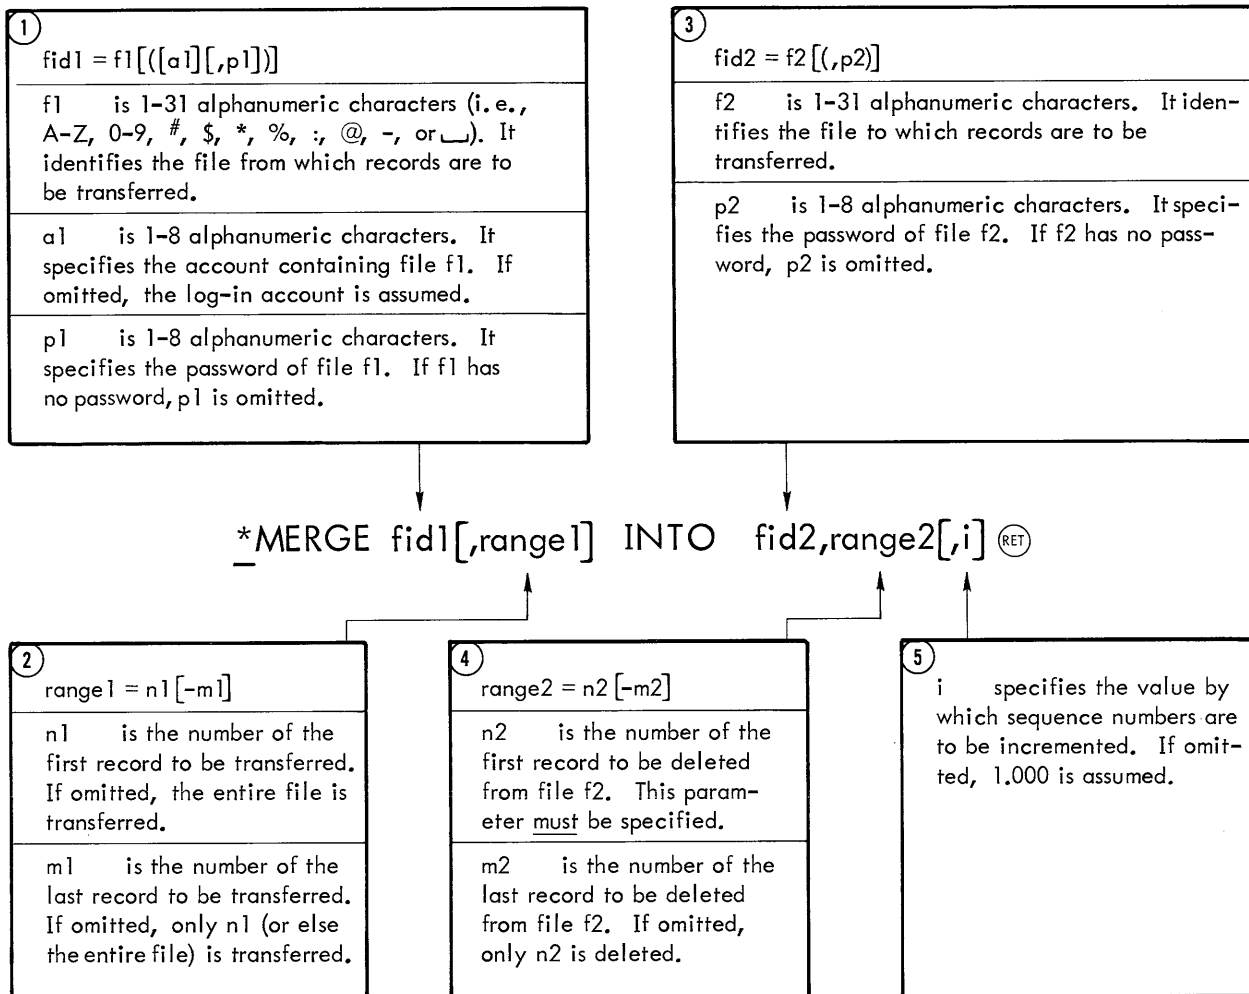 1
fid1 = f1[([a1][,p1])]
f1 is 1-31 alphanumeric characters (i.e.,
A-Z, 0-9, #, $, *, %, :, @, -, or ⎵). It
identifies the file from which records are to
be transferred.
a1 is 1-8 alphanumeric characters. It
specifies the account containing file f1. If
omitted, the log-in account is assumed.
p1 is 1-8 alphanumeric characters. It
specifies the password of file f1. If f1 has
no password, p1 is omitted.
3
fid2 = f2[(,p2)]
f2 is 1-31 alphanumeric characters. It iden-
tifies the file to which records are to be
transferred.
p2 is 1-8 alphanumeric characters. It speci-
fies the password of file f2. If f2 has no pass-
word, p2 is omitted.
*MERGE fid1[,range1] INTO fid2,range2[,i] RET
2
range1 = n1[-m1]
n1 is the number of the
first record to be transferred.
If omitted, the entire file is
transferred.
m1 is the number of the
last record to be transferred.
If omitted, only n1 (or else
the entire file) is transferred.
4
range2 = n2[-m2]
n2 is the number of the
first record to be deleted
from file f2. This param-
eter must be specified.
m2 is the number of the
last record to be deleted
from file f2. If omitted,
only n2 is deleted.
5
i specifies the value by
which sequence numbers are
to be incremented. If omit-
ted, 1.000 is assumed.